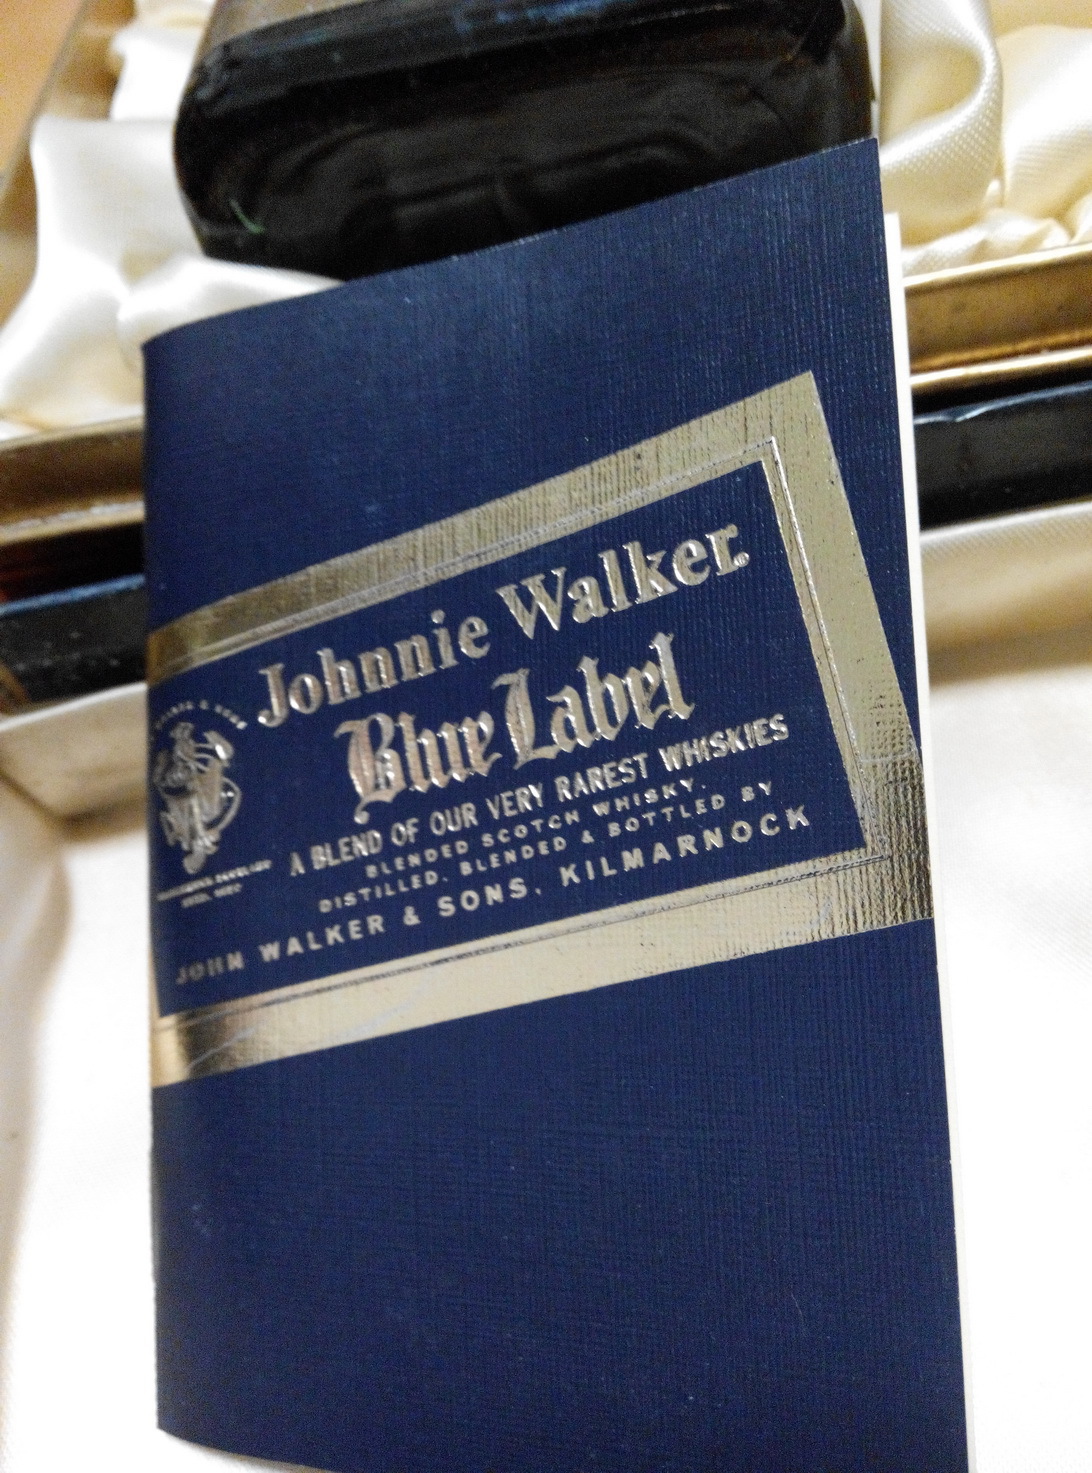 Johnnie Walker.
Blue Label
A BLEND OF OUR VERY RAREST WHISKIES
BLENDED SCOTCH WHISKY.
DISTILLED, BLENDED & BOTTLED BY
JOHN WALKER & SONS, KILMARNOCK
& SONS